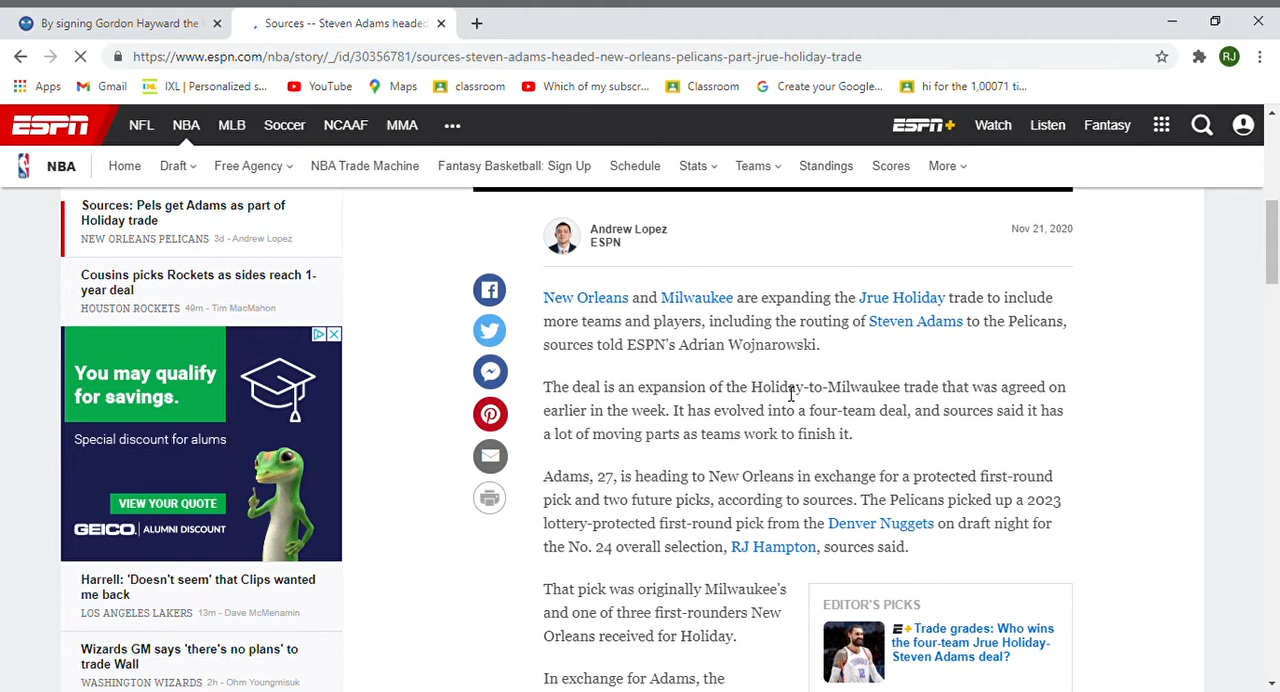 By signing Gordon Hayward the
Sources -- Steven Adams headed
https://www.espn.com/nba/story/_/id/30356781/sources-steven-adams-headed-new-orleans-pelicans-part-jrue-holiday-trade
RJ
Apps
Gmail
IXL | Personalized s...
YouTube
Maps
classroom
Which of my subscr...
Classroom
Create your Google...
hi for the 1,00071 ti...
ESPN
NFL
NBA
MLB
Soccer
NCAAF
MMA
ESPN+
Watch
Listen
Fantasy
NBA
Home
Draft
Free Agency
NBA Trade Machine
Fantasy Basketball: Sign Up
Schedule
Stats
Teams
Standings
Scores
More
Sources: Pels get Adams as part of
Holiday trade
NEW ORLEANS PELICANS 3d - Andrew Lopez
Cousins picks Rockets as sides reach 1-
year deal
HOUSTON ROCKETS 49m - Tim MacMahon
You may qualify
for savings.
Special discount for alums
VIEW YOUR QUOTE
GEICO. ALUMNI DISCOUNT
Harrell: 'Doesn't seem' that Clips wanted
me back
LOS ANGELES LAKERS 13m - Dave McMenamin
Wizards GM says 'there's no plans' to
trade Wall
WASHINGTON WIZARDS 2h - Ohm Youngmisuk
Andrew Lopez
ESPN
Nov 21, 2020
New Orleans and Milwaukee are expanding the Jrue Holiday trade to include
more teams and players, including the routing of Steven Adams to the Pelicans,
sources told ESPN's Adrian Wojnarowski.
The deal is an expansion of the Holiday-to-Milwaukee trade that was agreed on
earlier in the week. It has evolved into a four-team deal, and sources said it has
a lot of moving parts as teams work to finish it.
Adams, 27, is heading to New Orleans in exchange for a protected first-round
pick and two future picks, according to sources. The Pelicans picked up a 2023
lottery-protected first-round pick from the Denver Nuggets on draft night for
the No. 24 overall selection, RJ Hampton, sources said.
That pick was originally Milwaukee's
and one of three first-rounders New
Orleans received for Holiday.
In exchange for Adams, the
EDITOR'S PICKS
E+ Trade grades: Who wins
the four-team Jrue Holiday-
Steven Adams deal?